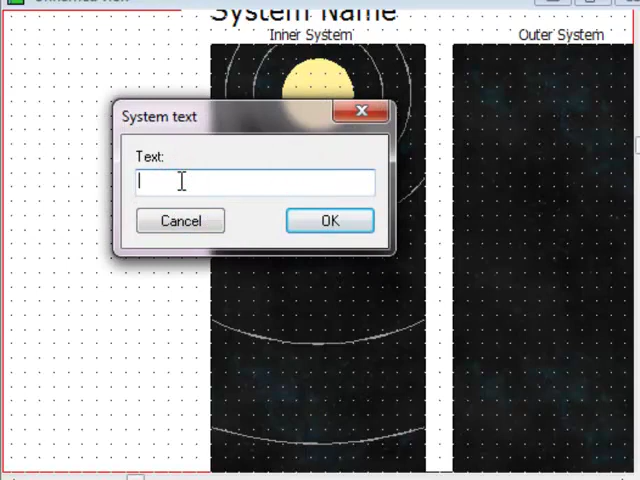 System Name
Inner System
Outer System
System text
Text:
Cancel
OK